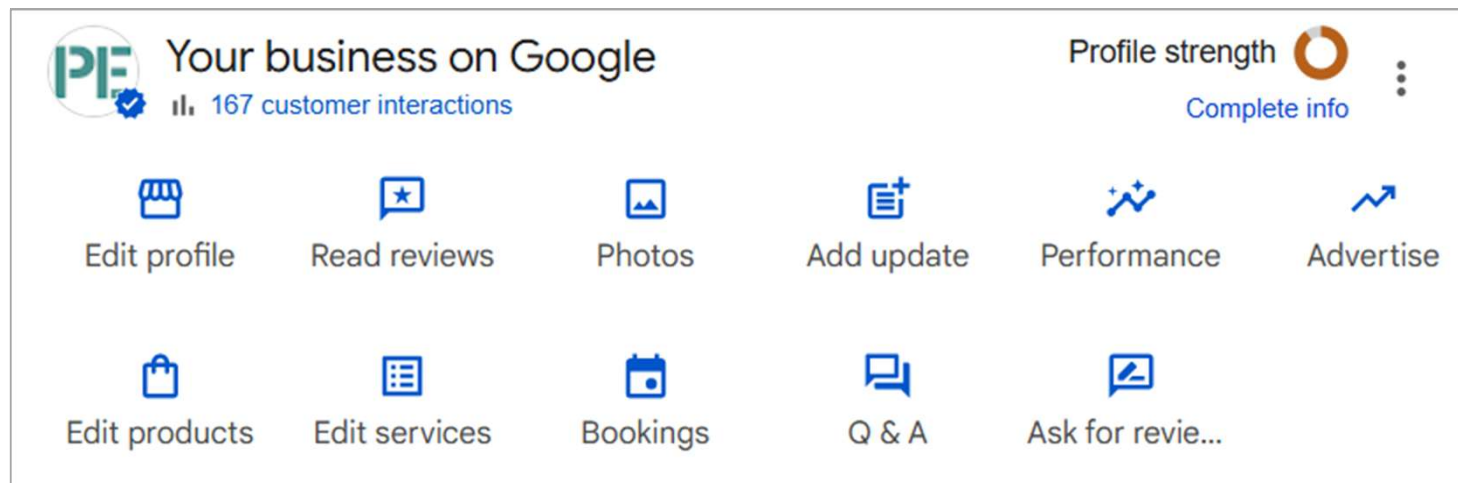 PE
Your business on Google
Profile strength
167 customer interactions
Complete info
Edit profile
Read reviews
Photos
Add update
Performance
Advertise
Edit products
Edit services
Bookings
Q & A
Ask for revie...